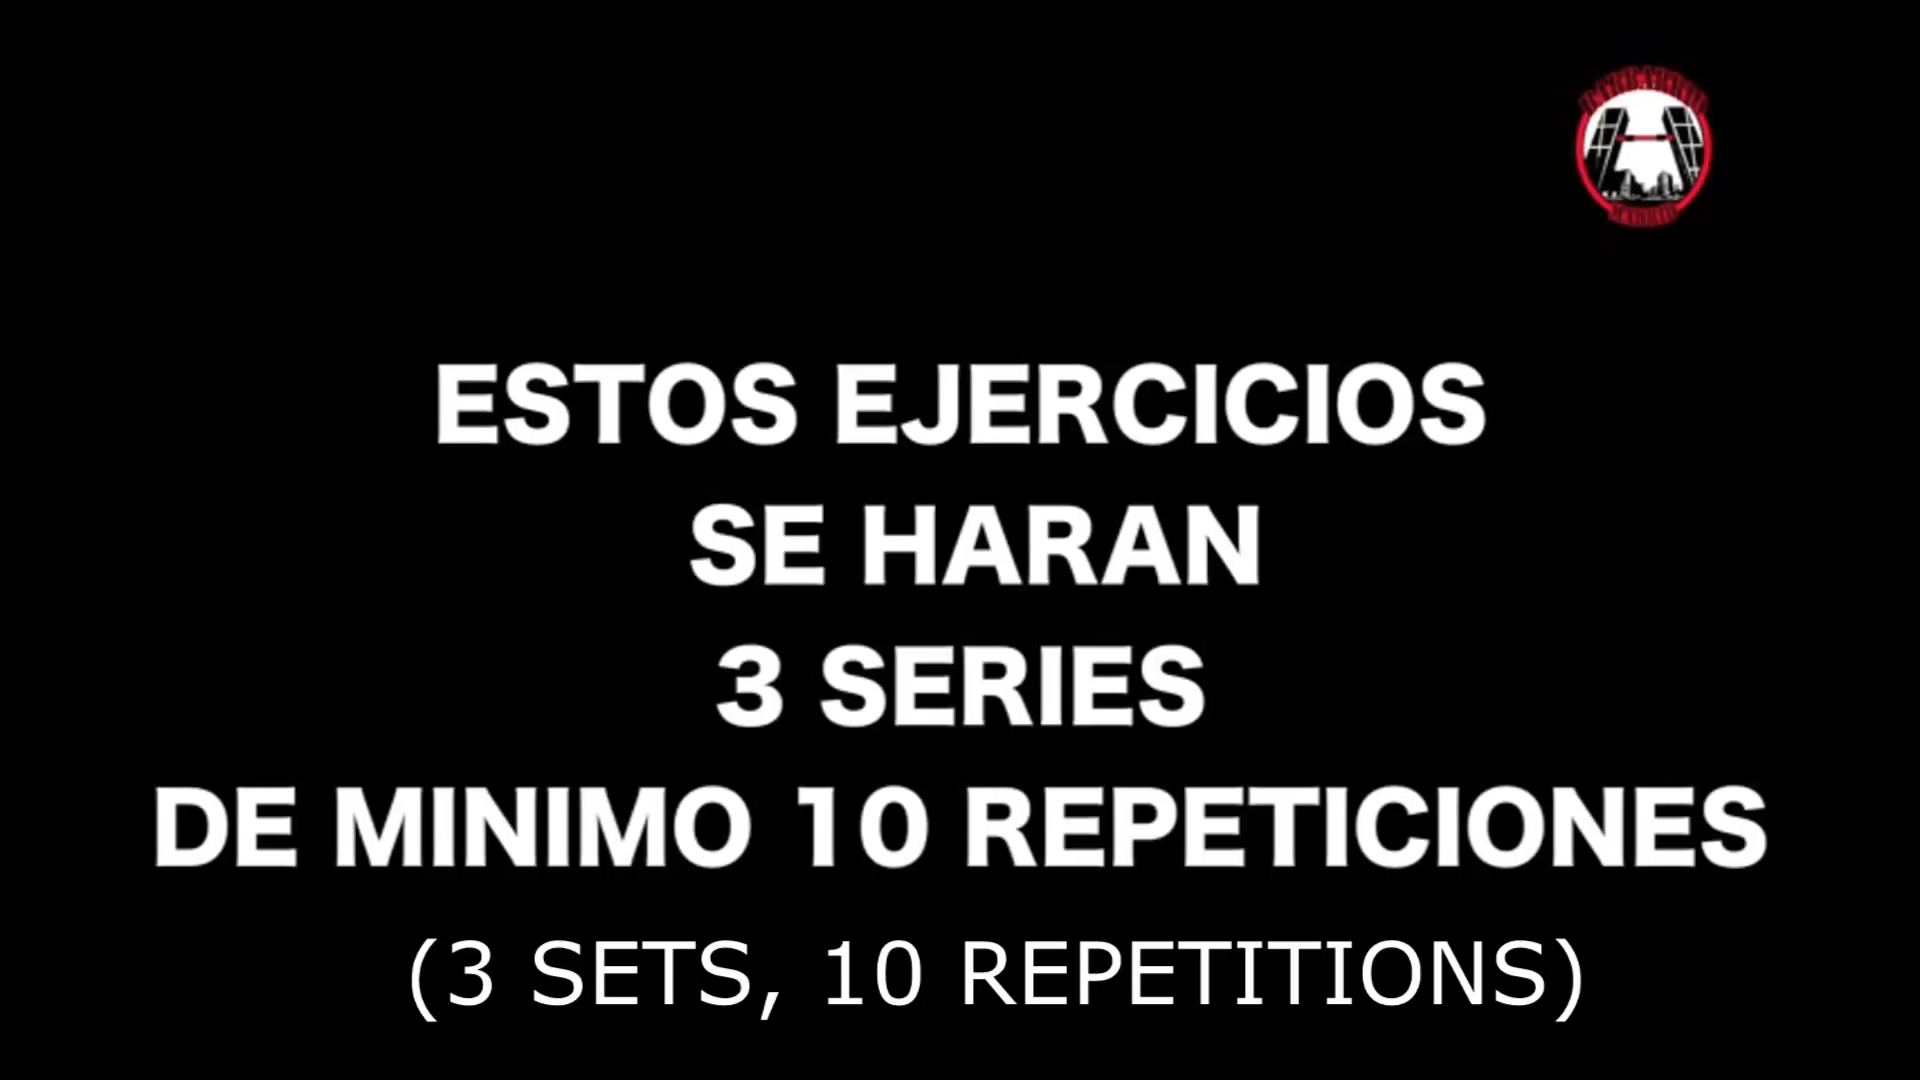 ESTOS EJERCICIOS
SE HARAN
3 SERIES
DE MINIMO 10 REPETICIONES
(3 SETS, 10 REPETITIONS)